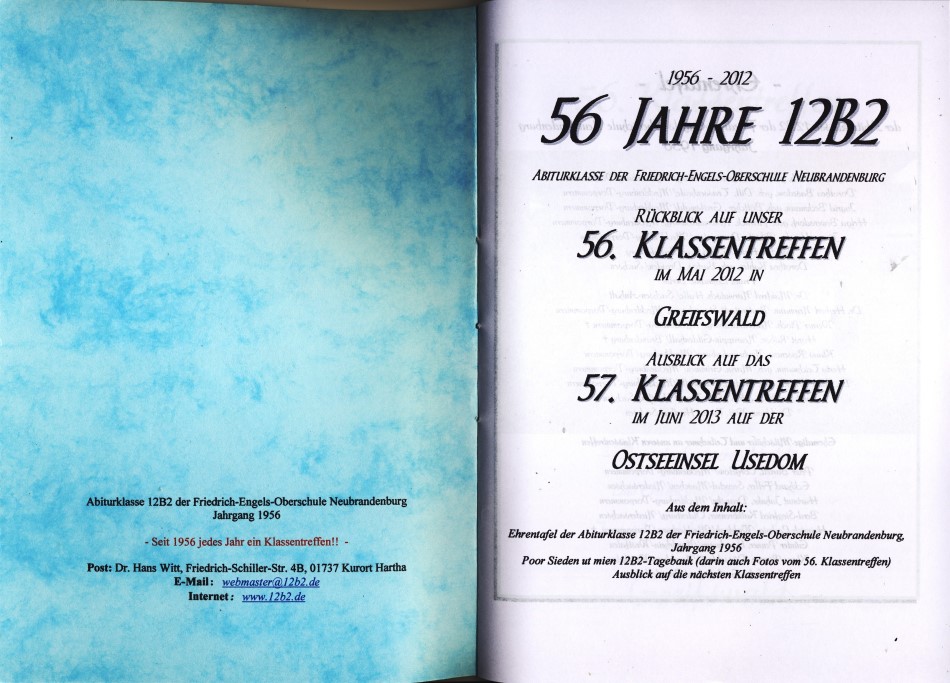 Abiturklasse 12B2 der Friedrich-Engels-Oberschule Neubrandenburg
Jahrgang 1956
- Seit 1956 jedes Jahr ein Klassentreffen!! -
Post: Dr. Hans Witt, Friedrich-Schiller-Str. 4B, 01737 Kurort Hartha
E-Mail: webmaster@12b2.de
Internet: www.12b2.de
1956 - 2012
56 JAHRE 12B2
ABITURKLASSE DER FRIEDRICH-ENGELS-OBERSCHULE NEUBRANDENBURG
RÜCKBLICK AUF UNSER
56. KLASSENTREFFEN
IM MAI 2012 IN
GREIFSWALD
AUSBLICK AUF DAS
57. KLASSENTREFFEN
IM JUNI 2013 AUF DER
OSTSEEINSEL USEDOM
Aus dem Inhalt:
Ehrentafel der Abiturklasse 12B2 der Friedrich-Engels-Oberschule Neubrandenburg,
Jahrgang 1956
Poor Sieden ut mien 12B2-Tagebauk (darin auch Fotos vom 56. Klassentreffen)
Ausblick auf die nächsten Klassentreffen